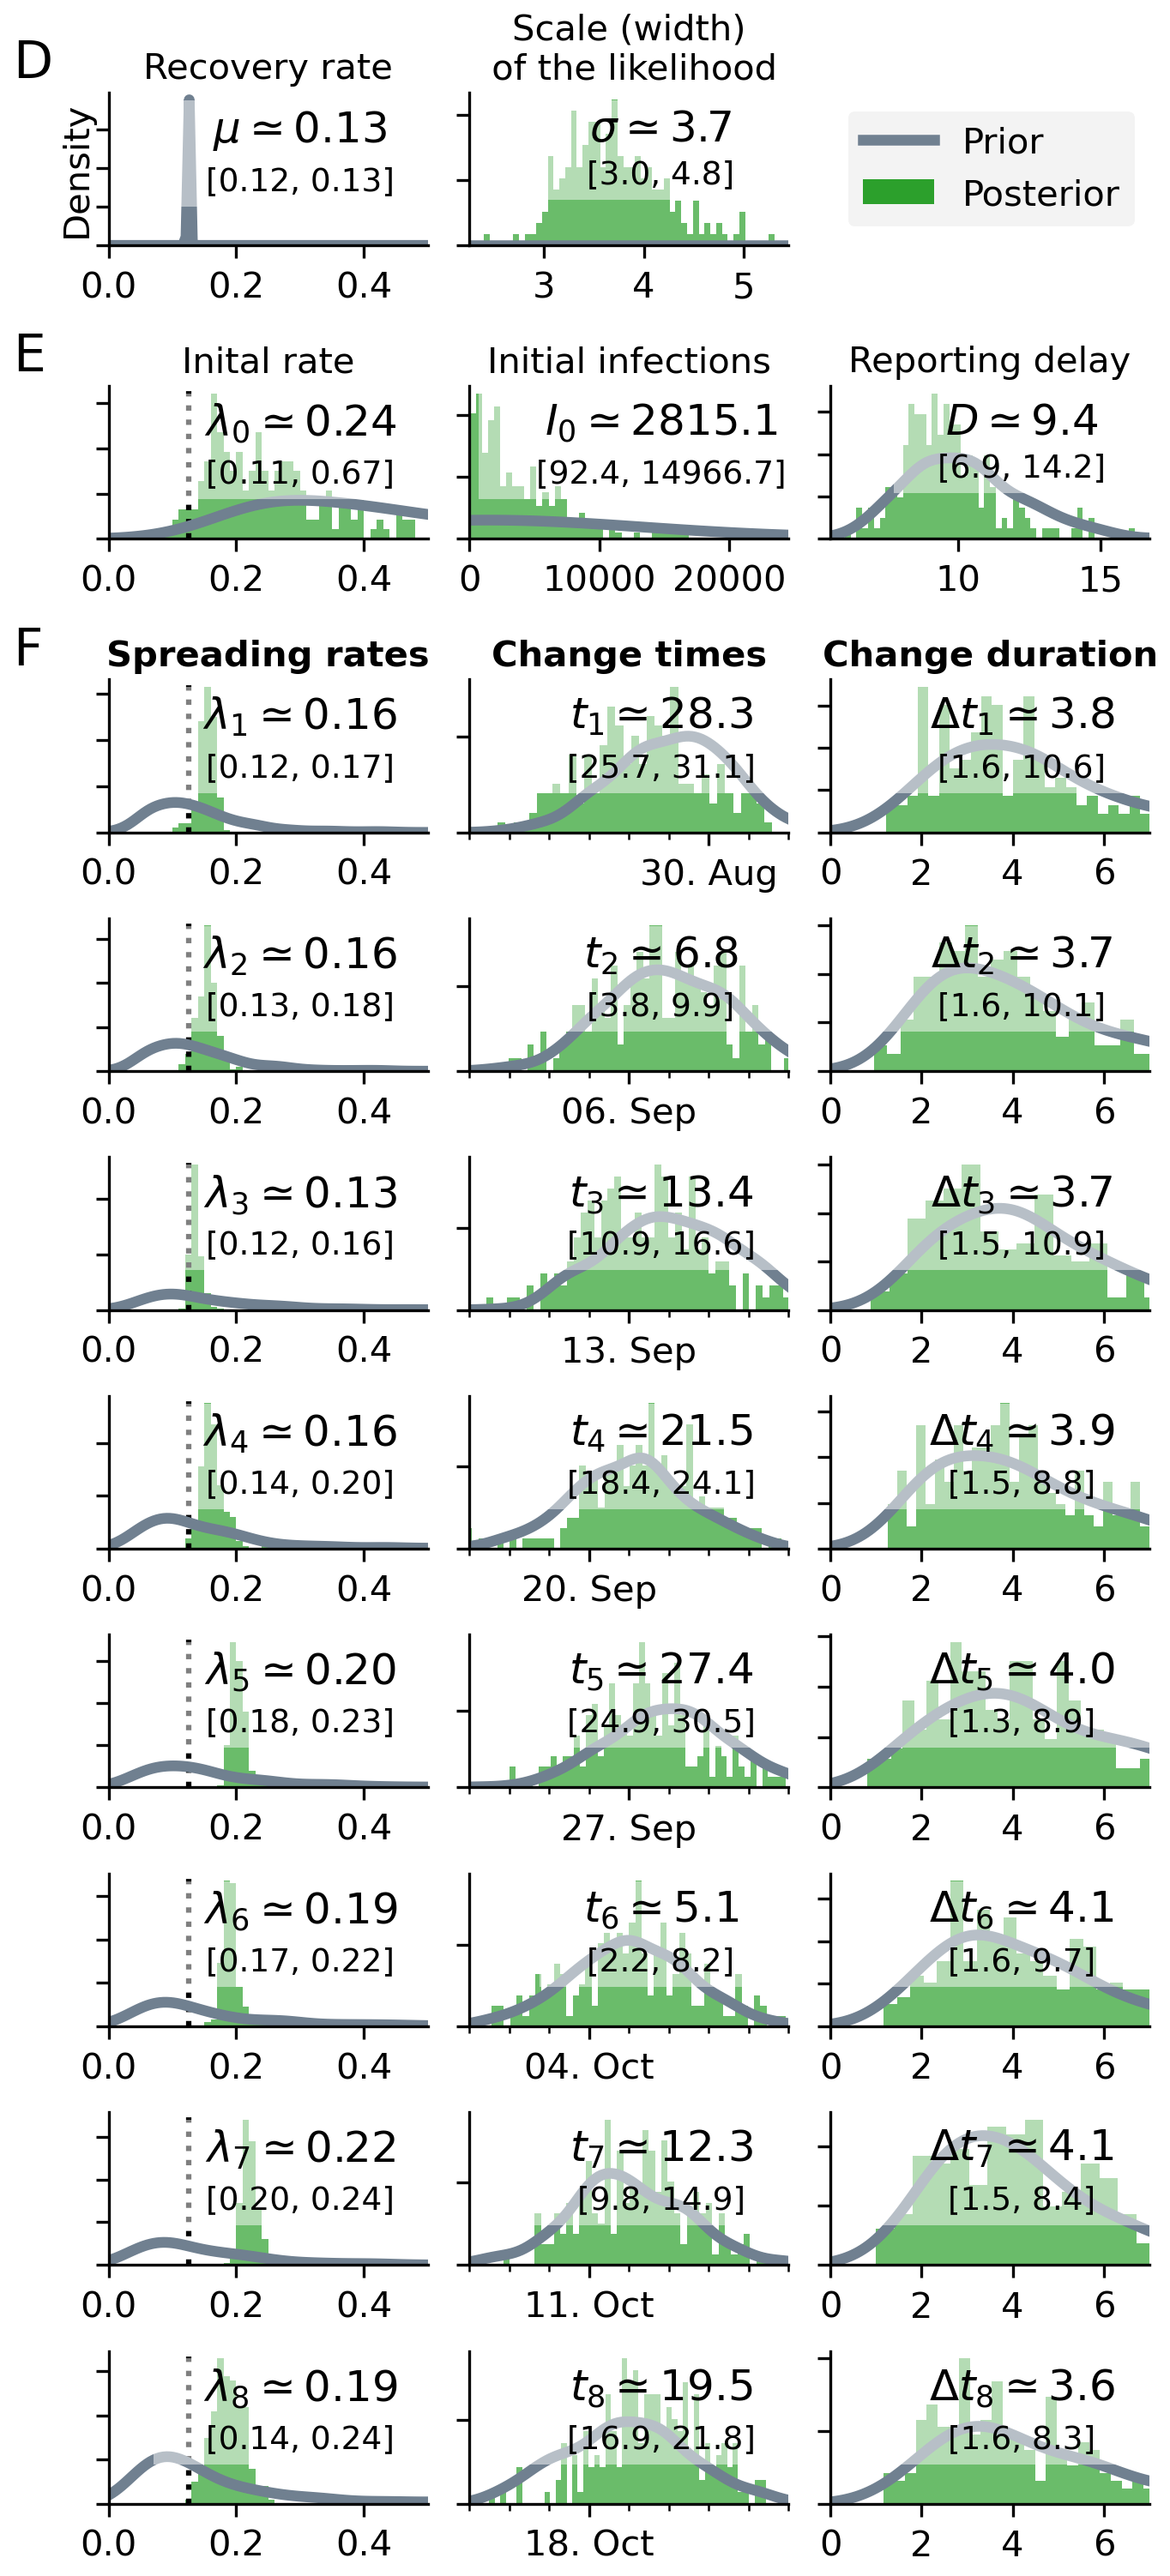 D
Recovery rate
Scale (width)
of the likelihood
Density
μ ≃ 0.13
[0.12, 0.13]
0.0 0.2 0.4
σ ≃ 3.7
[3.0, 4.8]
3 4 5
Prior
Posterior
E
Inital rate
λ0 ≃ 0.24
[0.11, 0.67]
0.0 0.2 0.4
Initial infections
I0 ≃ 2815.1
[92.4, 14966.7]
0 10000 20000
Reporting delay
D ≃ 9.4
[6.9, 14.2]
10 15
F
Spreading rates
Change times
Change duration
λ1 ≃ 0.16
[0.12, 0.17]
0.0 0.2 0.4
t1 ≃ 28.3
[25.7, 31.1]
30. Aug
Δt1 ≃ 3.8
[1.6, 10.6]
0 2 4 6
λ2 ≃ 0.16
[0.13, 0.18]
0.0 0.2 0.4
t2 ≃ 6.8
[3.8, 9.9]
06. Sep
Δt2 ≃ 3.7
[1.6, 10.1]
0 2 4 6
λ3 ≃ 0.13
[0.12, 0.16]
0.0 0.2 0.4
t3 ≃ 13.4
[10.9, 16.6]
13. Sep
Δt3 ≃ 3.7
[1.5, 10.9]
0 2 4 6
λ4 ≃ 0.16
[0.14, 0.20]
0.0 0.2 0.4
t4 ≃ 21.5
[18.4, 24.1]
20. Sep
Δt4 ≃ 3.9
[1.5, 8.8]
0 2 4 6
λ5 ≃ 0.20
[0.18, 0.23]
0.0 0.2 0.4
t5 ≃ 27.4
[24.9, 30.5]
27. Sep
Δt5 ≃ 4.0
[1.3, 8.9]
0 2 4 6
λ6 ≃ 0.19
[0.17, 0.22]
0.0 0.2 0.4
t6 ≃ 5.1
[2.2, 8.2]
04. Oct
Δt6 ≃ 4.1
[1.6, 9.7]
0 2 4 6
λ7 ≃ 0.22
[0.20, 0.24]
0.0 0.2 0.4
t7 ≃ 12.3
[9.8, 14.9]
11. Oct
Δt7 ≃ 4.1
[1.5, 8.4]
0 2 4 6
λ8 ≃ 0.19
[0.14, 0.24]
0.0 0.2 0.4
t8 ≃ 19.5
[16.9, 21.8]
18. Oct
Δt8 ≃ 3.6
[1.6, 8.3]
0 2 4 6